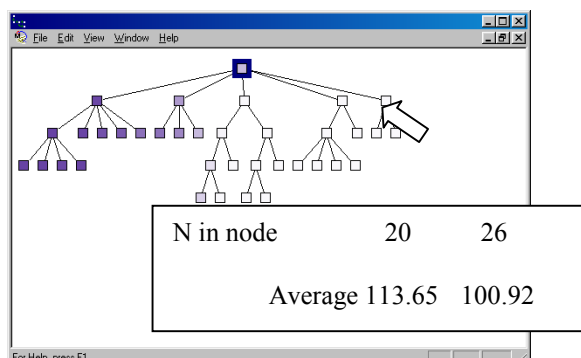 File Edit View Window Help
N in node 20 26
Average 113.65 100.92
For Help, press F1